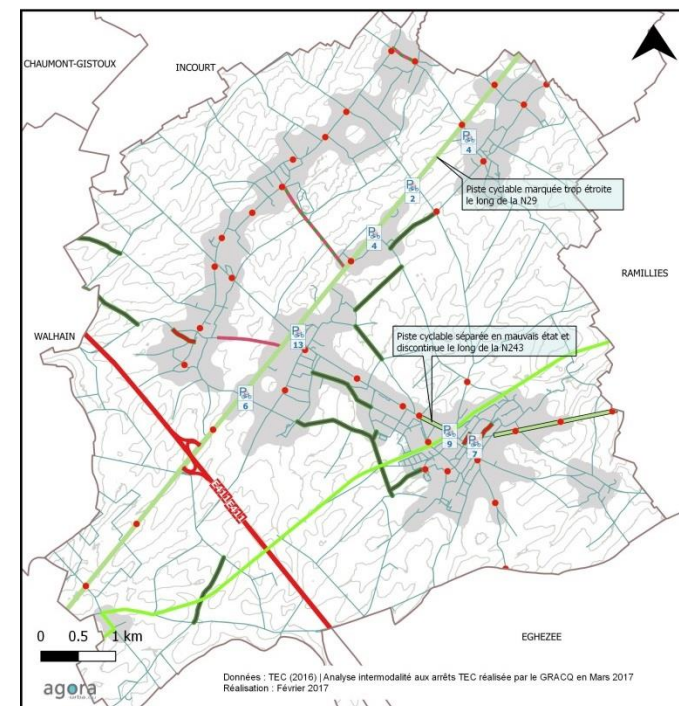 CHAUMONT-GISTOUX
INCOURT
P
4
Piste cyclable marquée trop étroite
le long de la N29
P
2
P
4
RAMILLIES
WALHAIN
Piste cyclable séparée en mauvais état et
discontinue le long de la N243
P
13
P
6
P
9
P
7
E411E411
0 0.5 1 km
EGHEZEE
Données : TEC (2016) | Analyse intermodalité aux arrêts TEC réalisée par le GRACQ en Mars 2017
Réalisation : Février 2017
agora